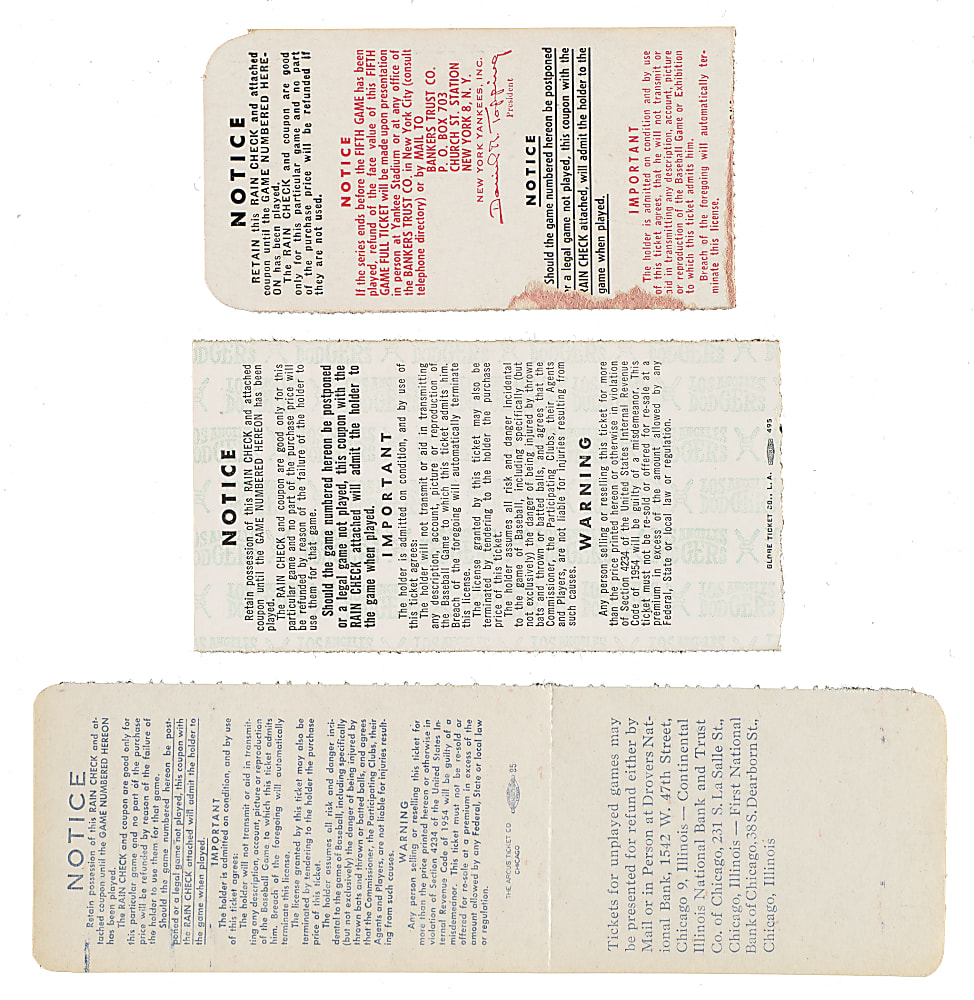 NOTICE
RETAIN this RAIN CHECK and attached
coupon until the GAME NUMBERED HERE-
ON has been played.
The RAIN CHECK and coupon are good
only for this particular game and no part
of the purchase price will be refunded if
they are not used.
NOTICE
If the series ends before the FIFTH GAME has been
played, refund of the face value of this FIFTH
GAME FULL TICKET will be made upon presentation
in person at Yankee Stadium or at any office of
the BANKERS TRUST CO. in New York City (consult
telephone directory) or by MAIL TO
BANKERS TRUST CO.
P. O. BOX 703
CHURCH ST. STATION
NEW YORK 8, N. Y.
NEW YORK YANKEES, INC.
Daniel R. Topping
President
NOTICE
Should the game numbered hereon be postponed
or a legal game not played, this coupon with the
RAIN CHECK attached, will admit the holder to the
game when played.
IMPORTANT
The holder is admitted on condition and by use
of this ticket agrees, that he will not transmit or
aid in transmitting any description, account, picture
or reproduction of the Baseball Game or Exhibition
to which this ticket admits him.
Breach of the foregoing will automatically ter-
minate this license.
NOTICE
Retain possession of this RAIN CHECK and attached
coupon until the GAME NUMBERED HEREON has been
played.
The RAIN CHECK and coupon are good only for this
particular game and no part of the purchase price will
be refunded by reason of the failure of the holder to
use them for that game.
Should the game numbered hereon be postponed
or a legal game not played, this coupon with the
RAIN CHECK attached will admit the holder to
the game when played.
IMPORTANT
The holder is admitted on condition, and by use of
this ticket agrees:
The holder will not transmit or aid in transmitting
any description, account, picture or reproduction of
the Baseball Game to which this ticket admits him.
Breach of the foregoing will automatically terminate
this license.
The license granted by this ticket may also be
terminated by tendering to the holder the purchase
price of this ticket.
The holder assumes all risk and danger incidental
to the game of Baseball, including specifically (but
not exclusively) the danger of being injured by thrown
bats and thrown or batted balls, and agrees that the
Commissioner, the Participating Clubs, their Agents
and Players, are not liable for injuries resulting from
such causes.
WARNING
Any person selling or reselling this ticket for more
than the price printed hereon or otherwise in violation
of Section 4234 of the United States Internal Revenue
Code of 1954 will be guilty of a misdemeanor. This
ticket must not be re-sold or offered for re-sale at a
premium in excess of the amount allowed by any
Federal, State or local law or regulation.
GLOBE TICKET CO., L.A. 495
NOTICE
Retain possession of this RAIN CHECK and at-
tached coupon until the GAME NUMBERED HEREON
has been played.
The RAIN CHECK and coupon are good only for
this particular game and no part of the purchase
price will be refunded by reason of the failure of
the holder to use them for that game.
Should the game numbered hereon be post-
poned or a legal game not played, this coupon with
the RAIN CHECK attached will admit the holder to
the game when played.
IMPORTANT
The holder is admitted on condition, and by use
of this ticket agrees:
The holder will not transmit or aid in transmit-
ting any description, account, picture or reproduction
of the Baseball Game to which this ticket admits
him. Breach of the foregoing will automatically
terminate this license.
The license granted by this ticket may also be
terminated by tendering to the holder the purchase
price of this ticket.
The holder assumes all risk and danger inci-
dental to the game of Baseball, including specifically
(but not exclusively) the danger of being injured by
thrown bats and thrown or batted balls, and agrees
that the Commissioner, the Participating Clubs, their
Agents and Players, are not liable for injuries result-
ing from such causes.
WARNING
Any person selling or reselling this ticket for
more than the price printed hereon or otherwise in
violation of Section 4234 of the United States In-
ternal Revenue Code of 1954 will be guilty of a
misdemeanor. This ticket must not be re-sold or
offered for re-sale at a premium in excess of the
amount allowed by any Federal, State or local law
or regulation.
THE ARCUS TICKET CO 85
CHICAGO
Tickets for unplayed games may
be presented for refund either by
Mail or in Person at Drovers Nat-
ional Bank, 1542 W. 47th Street,
Chicago 9, Illinois — Continental
Illinois National Bank and Trust
Co. of Chicago, 231 S. La Salle St.,
Chicago, Illinois — First National
Bank of Chicago, 38 S. Dearborn St.,
Chicago, Illinois